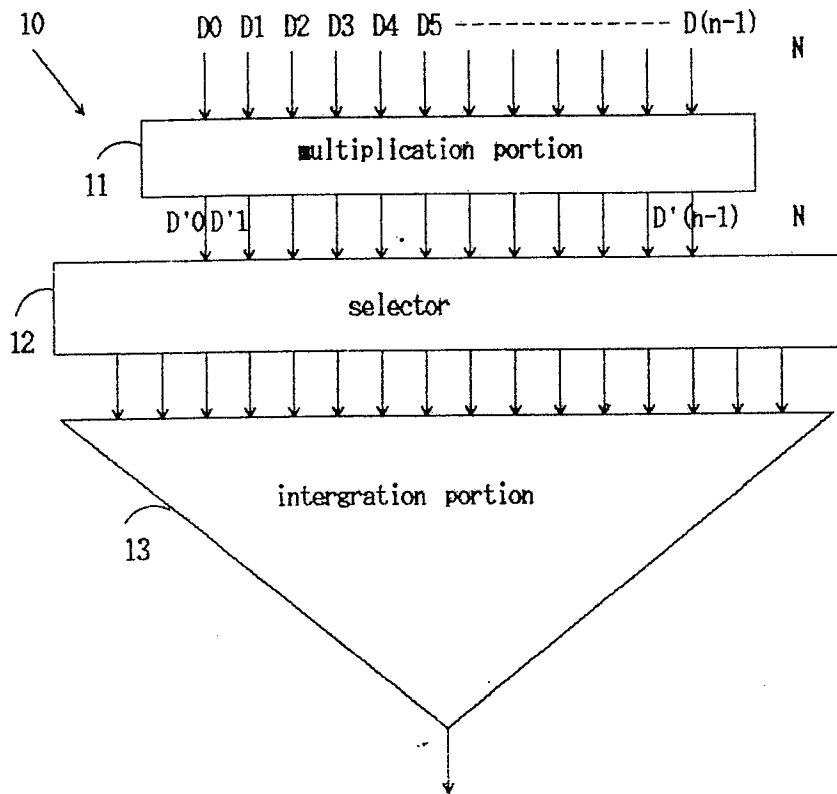 10 D0 D1 D2 D3 D4 D5 ---------------- D(n-1) N
multiplication portion
11
D'0 D'1 D'(n-1) N
selector
12
intergration portion
13